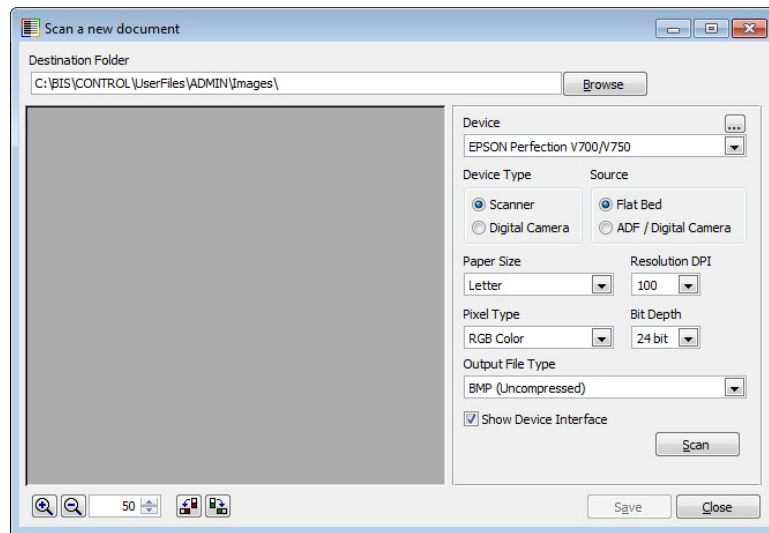 Scan a new document
Destination Folder
C:\BIS\CONTROL\UserFiles\ADMIN\Images\
Browse
Device
...
EPSON Perfection V700/V750
Device Type Source
Scanner Flat Bed
Digital Camera ADF / Digital Camera
Paper Size Resolution DPI
Letter 100
Pixel Type Bit Depth
RGB Color 24 bit
Output File Type
BMP (Uncompressed)
Show Device Interface
Scan
50
Save Close